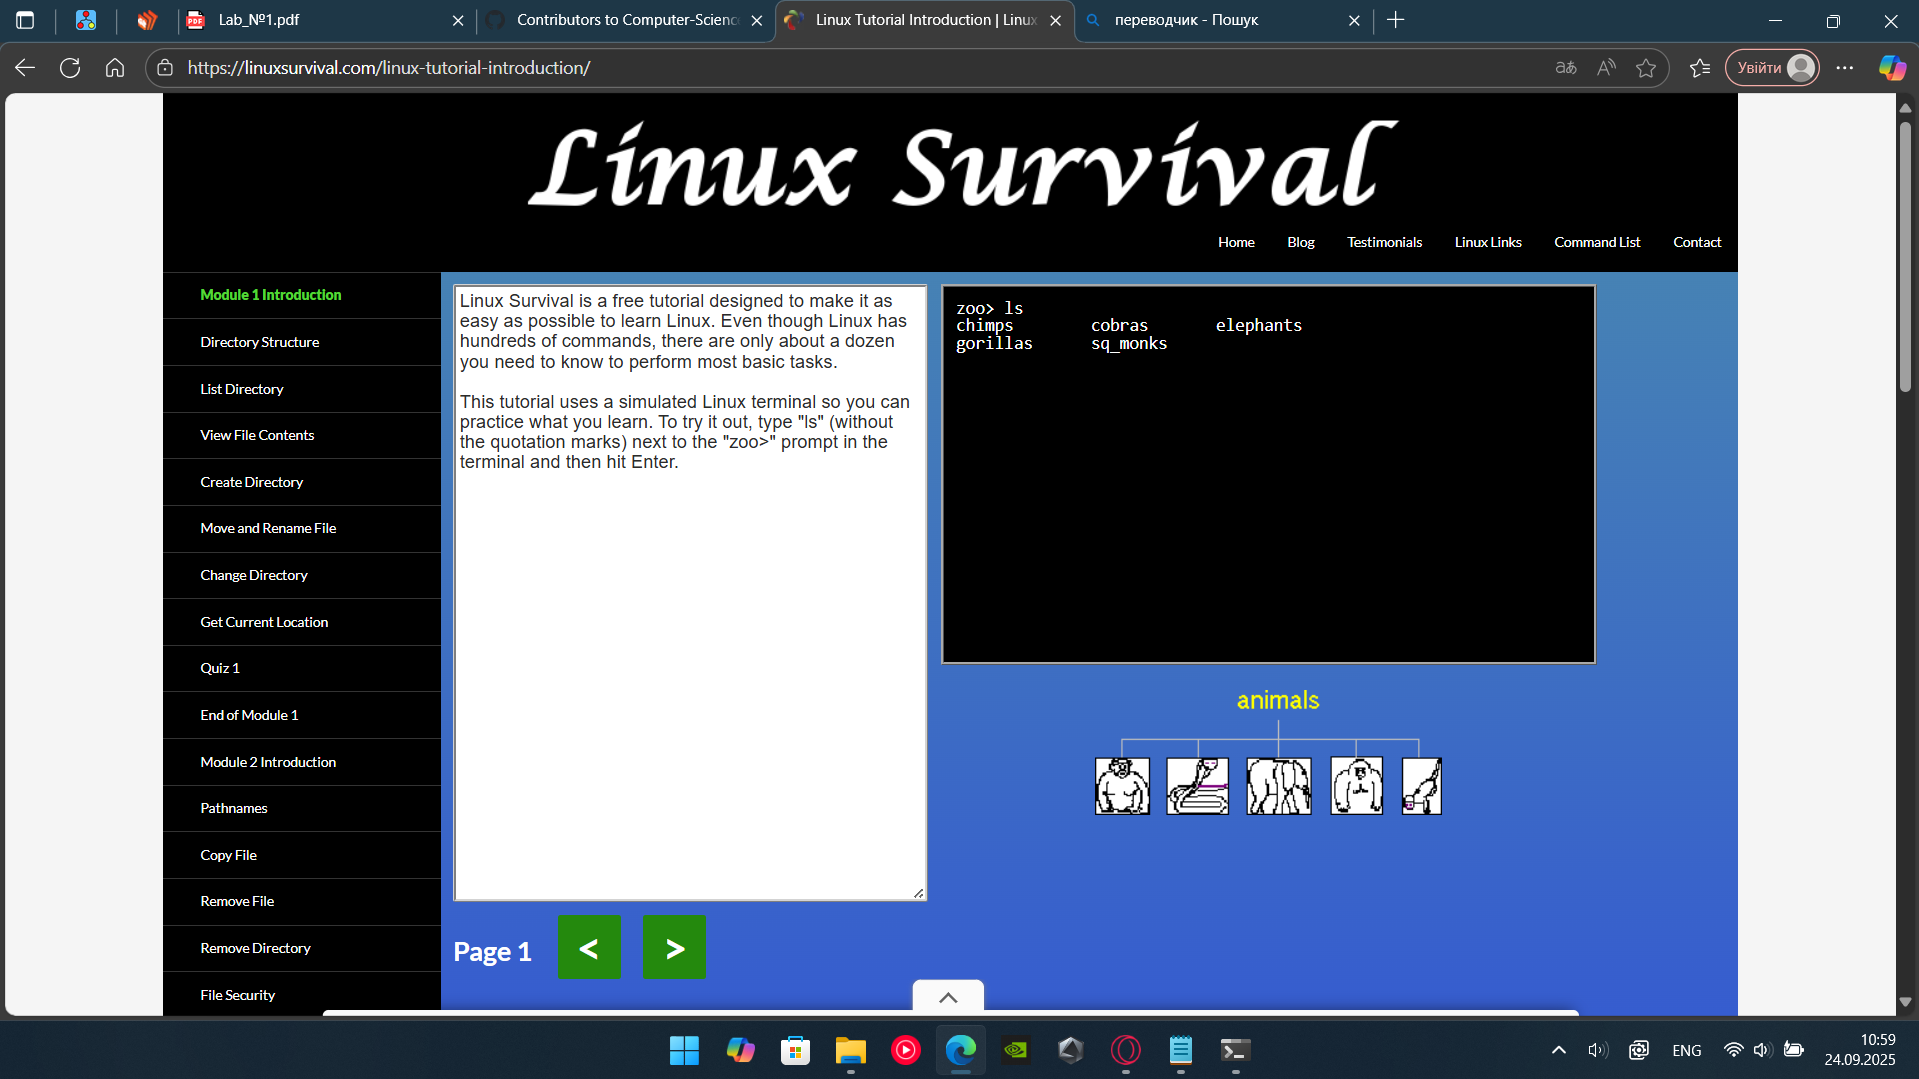 Lab_№1.pdf
Contributors to Computer-Scienc
Linux Tutorial Introduction | Linux
переводчик - Пошук
https://linuxsurvival.com/linux-tutorial-introduction/
Увійти
Linux Survival
Home Blog Testimonials Linux Links Command List Contact
Module 1 Introduction
Directory Structure
List Directory
View File Contents
Create Directory
Move and Rename File
Change Directory
Get Current Location
Quiz 1
End of Module 1
Module 2 Introduction
Pathnames
Copy File
Remove File
Remove Directory
File Security
Linux Survival is a free tutorial designed to make it as
easy as possible to learn Linux. Even though Linux has
hundreds of commands, there are only about a dozen
you need to know to perform most basic tasks.
This tutorial uses a simulated Linux terminal so you can
practice what you learn. To try it out, type "ls" (without
the quotation marks) next to the "zoo>" prompt in the
terminal and then hit Enter.
zoo> ls
chimps cobras elephants
gorillas sq_monks
animals
Page 1 < >
ENG
10:59
24.09.2025